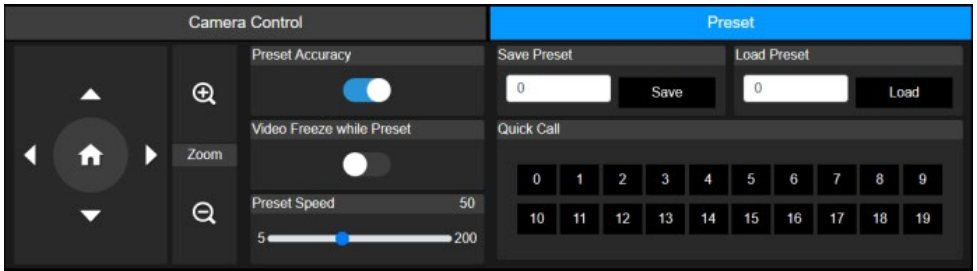 Camera Control
Preset
Preset Accuracy
Video Freeze while Preset
Zoom
Preset Speed 50
5 200
Save Preset
0 Save
Load Preset
0 Load
Quick Call
0 1 2 3 4 5 6 7 8 9
10 11 12 13 14 15 16 17 18 19